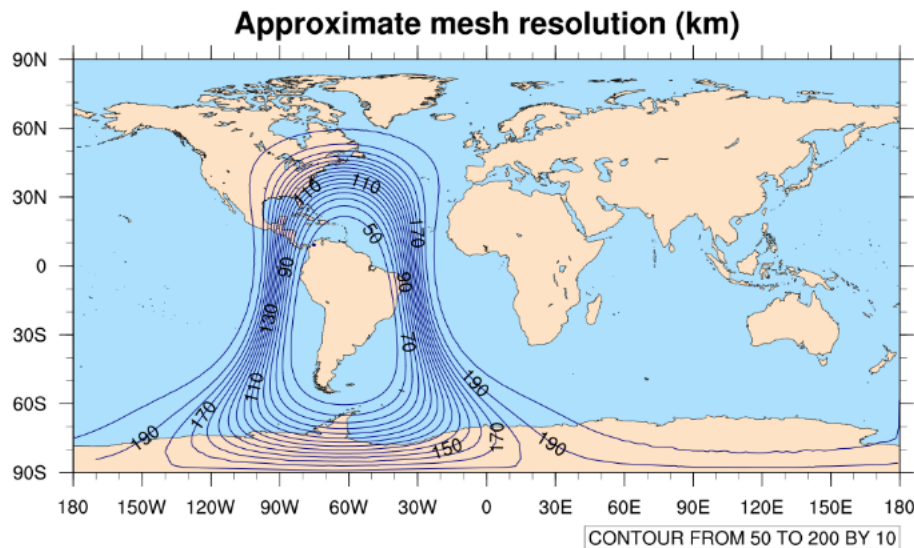 Approximate mesh resolution (km)
90N
60N
30N
0
30S
60S
90S
110
110
50
170
90
90
130
70
110
190
170
190
150
170
190
190
180
150W
120W
90W
60W
30W
0
30E
60E
90E
120E
150E
180
CONTOUR FROM 50 TO 200 BY 10